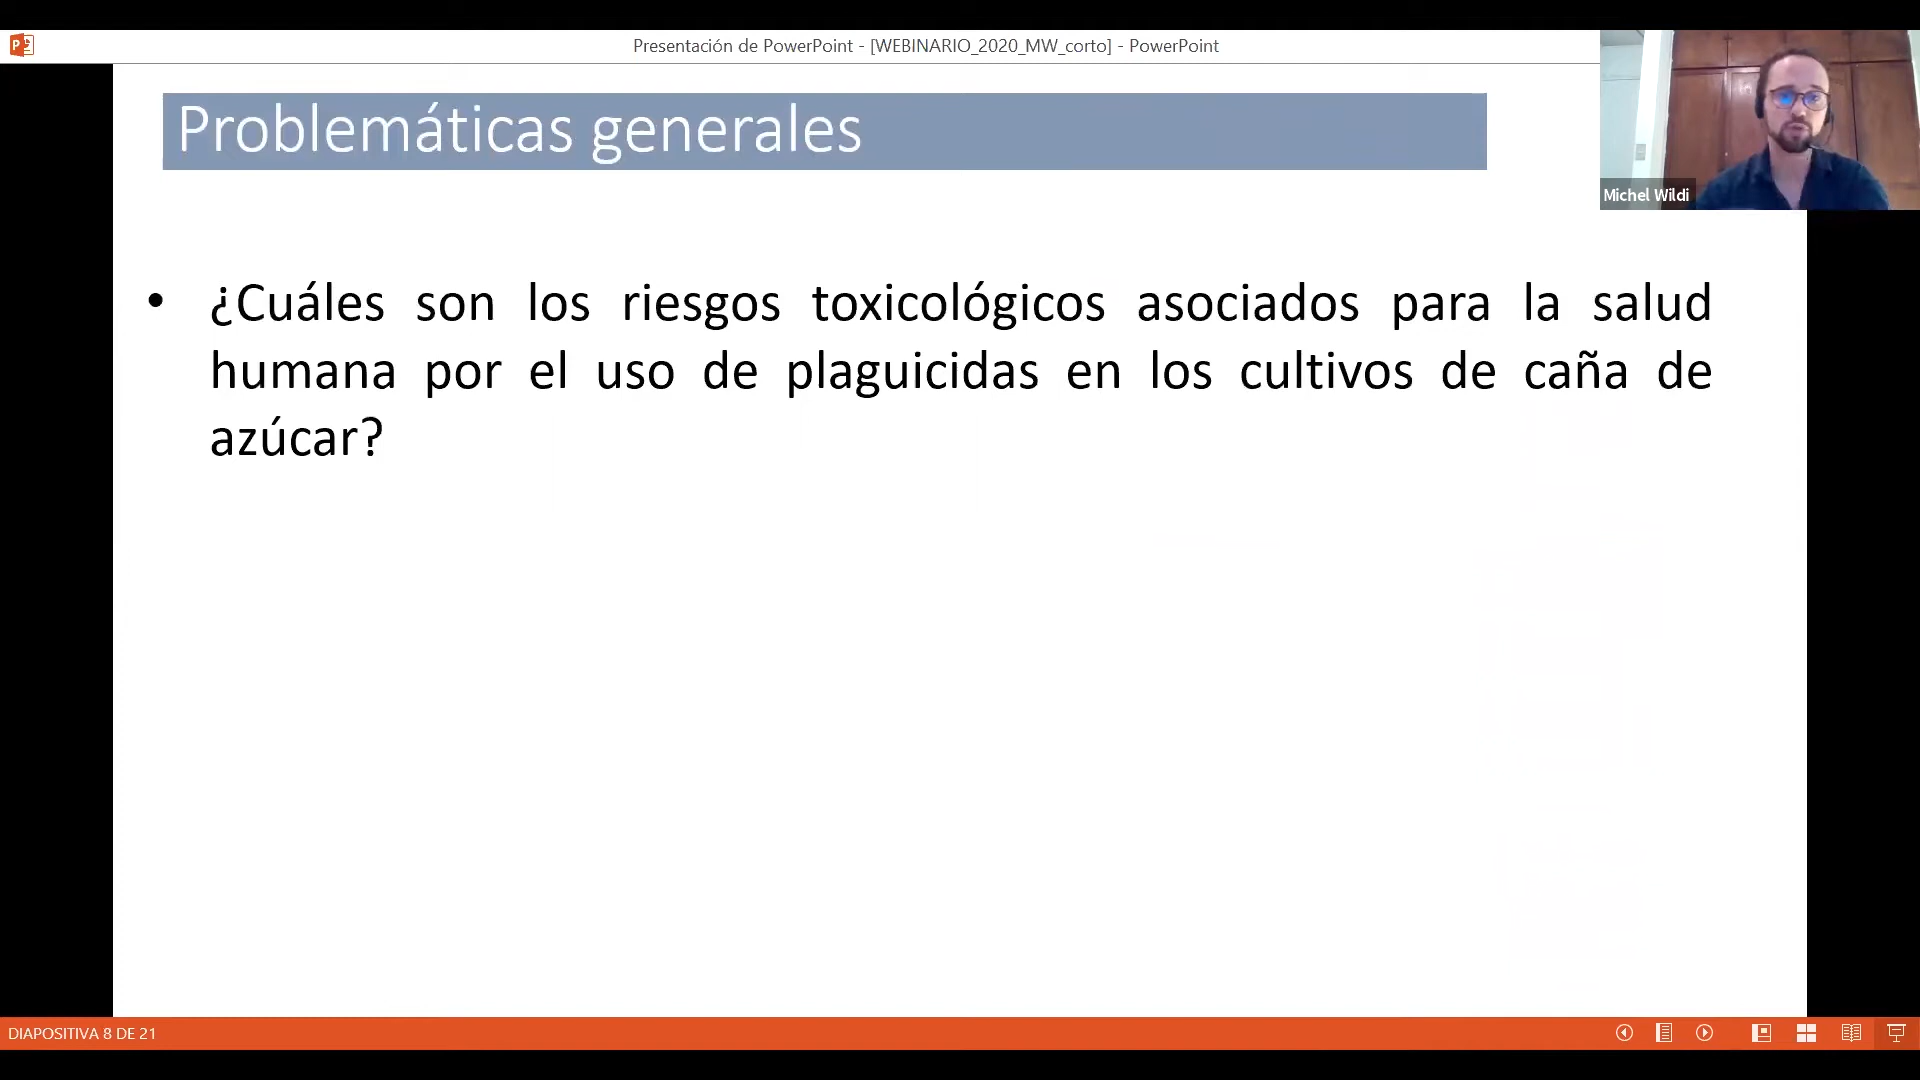 Presentación de PowerPoint - [WEBINARIO_2020_MW_corto] - PowerPoint
Problemáticas generales
Michel Wildi
• ¿Cuáles son los riesgos toxicológicos asociados para la salud
humana por el uso de plaguicidas en los cultivos de caña de
azúcar?
DIAPOSITIVA 8 DE 21